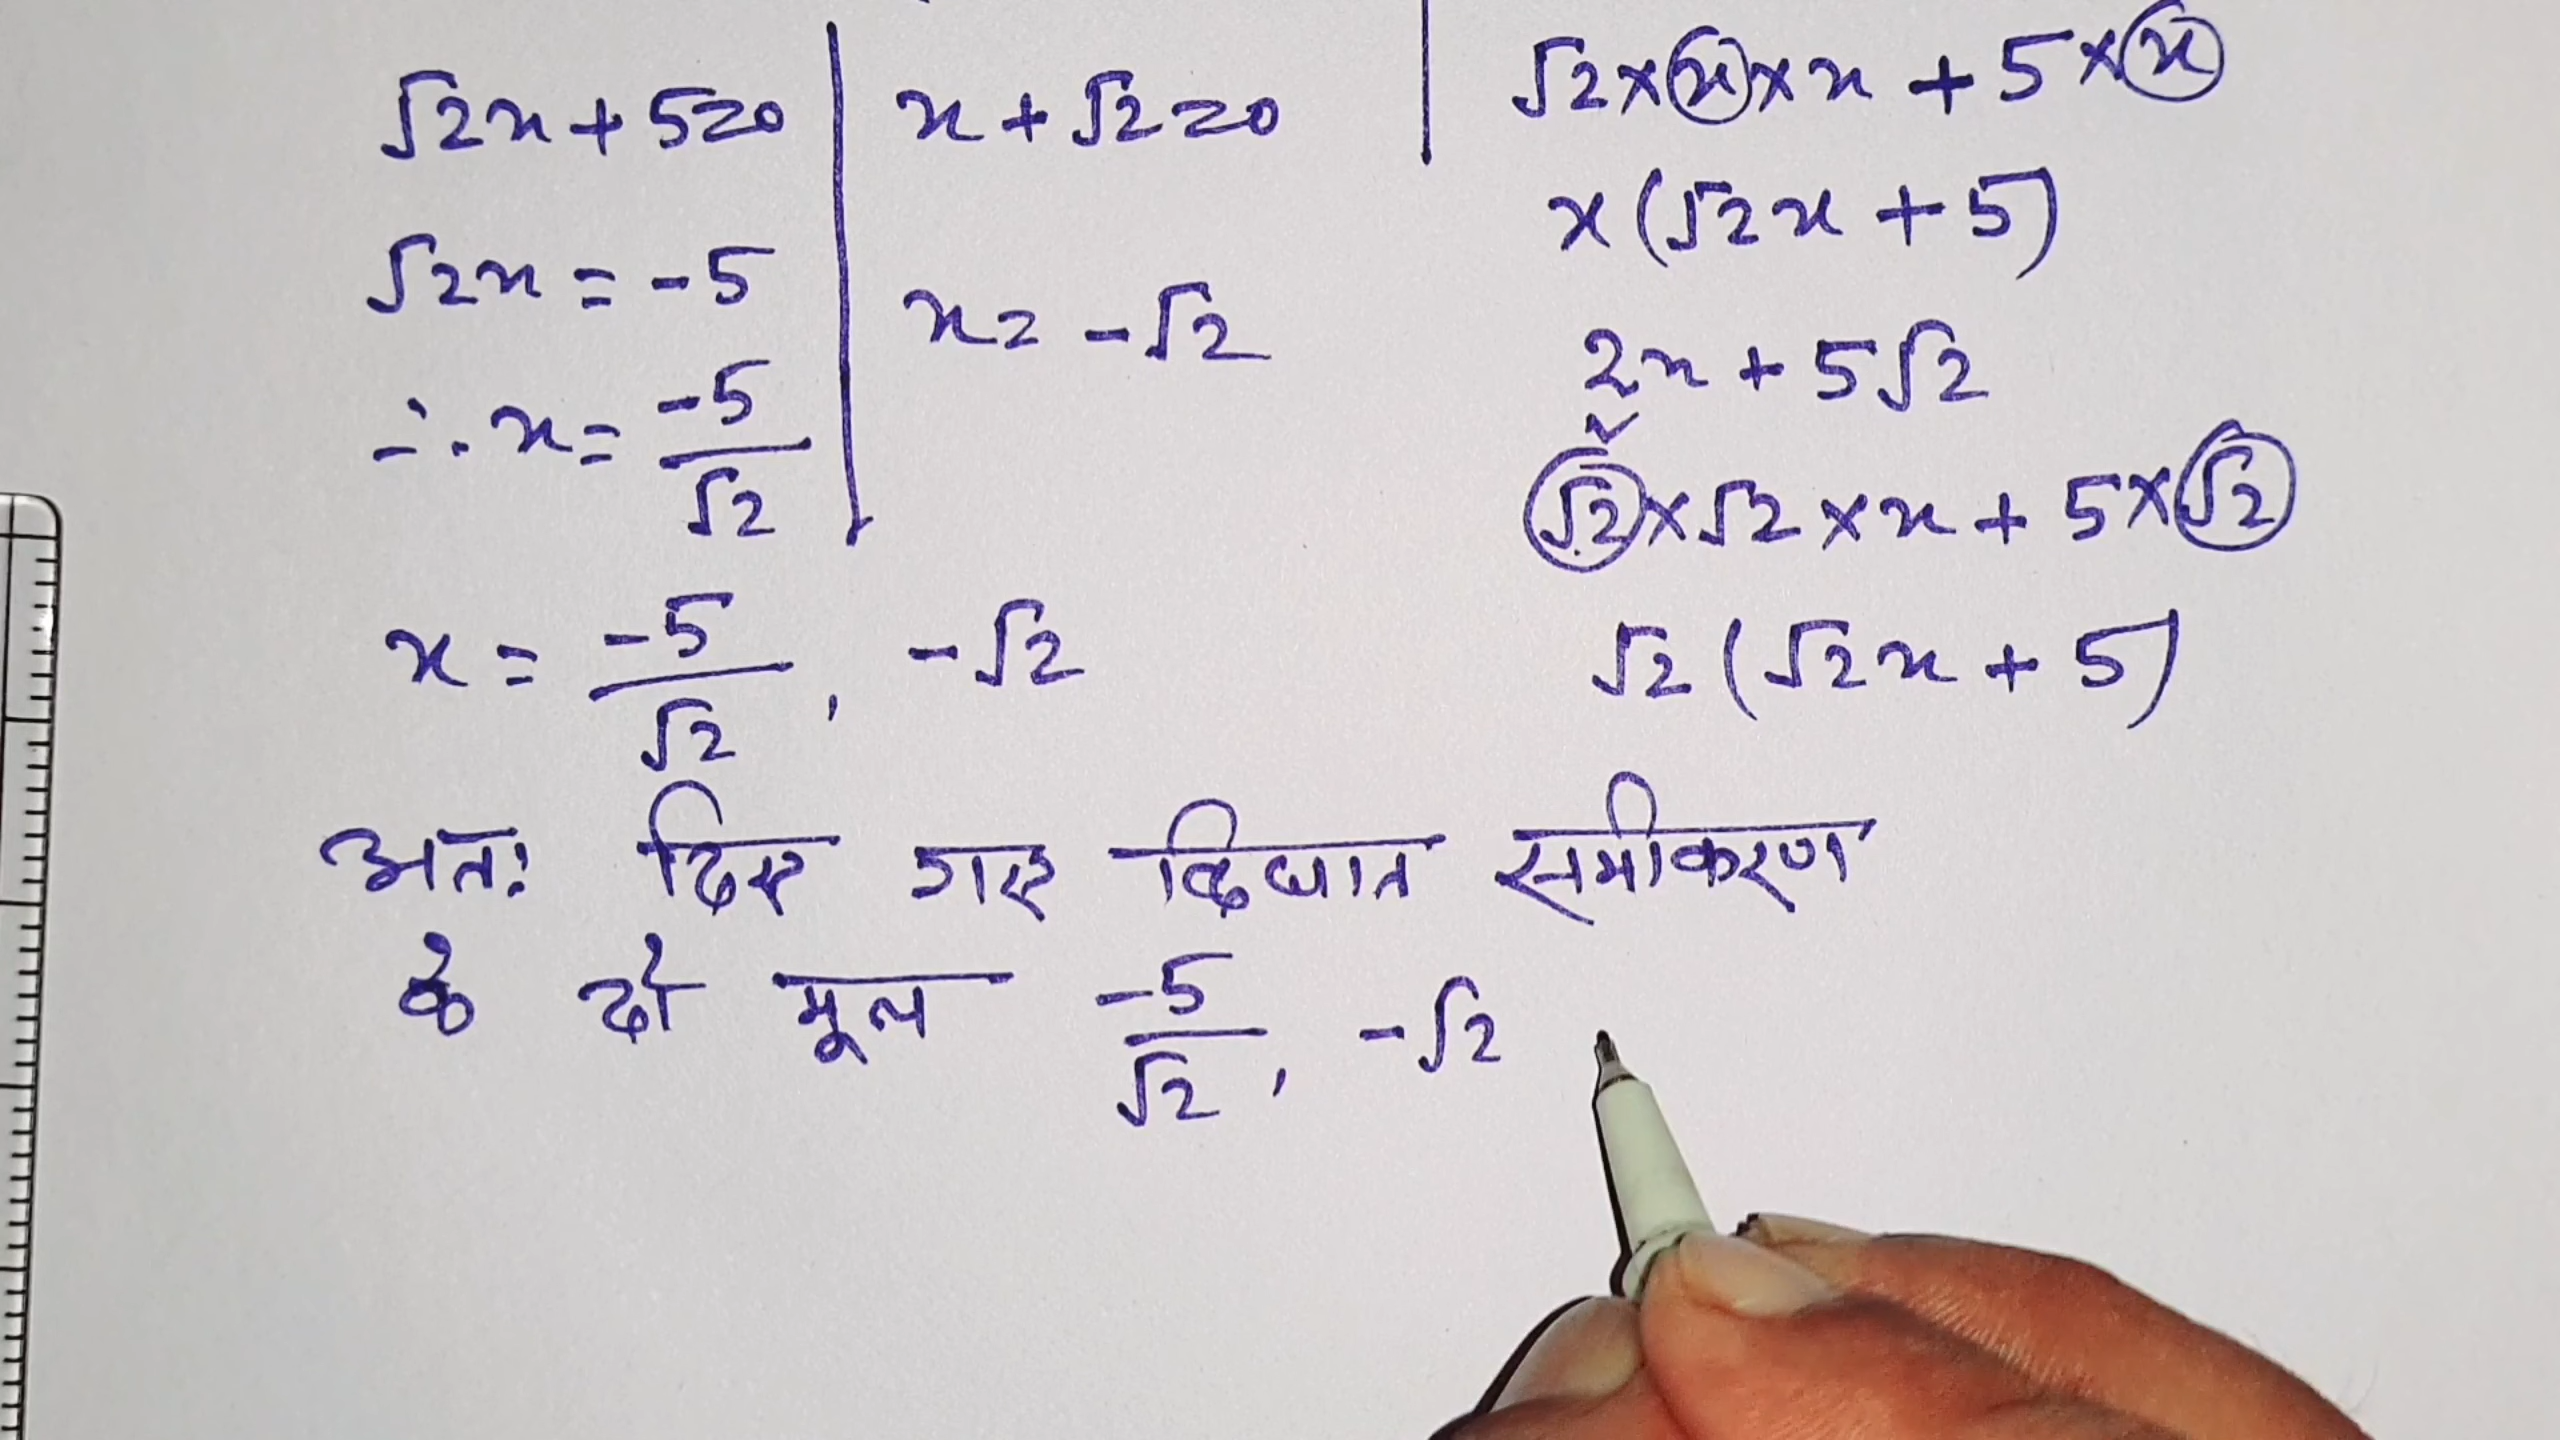 √2x + 5 = 0
√2x = -5
∴ x = -5/√2
x + √2 = 0
x = -√2
x = -5/√2 , -√2
√2 × x × x + 5 × x
x (√2x + 5)
2x + 5√2
√2 × √2 × x + 5 × √2
√2 (√2x + 5)
अतः दिए गए द्विघात समीकरण
के दो मूल -5/√2 , -√2